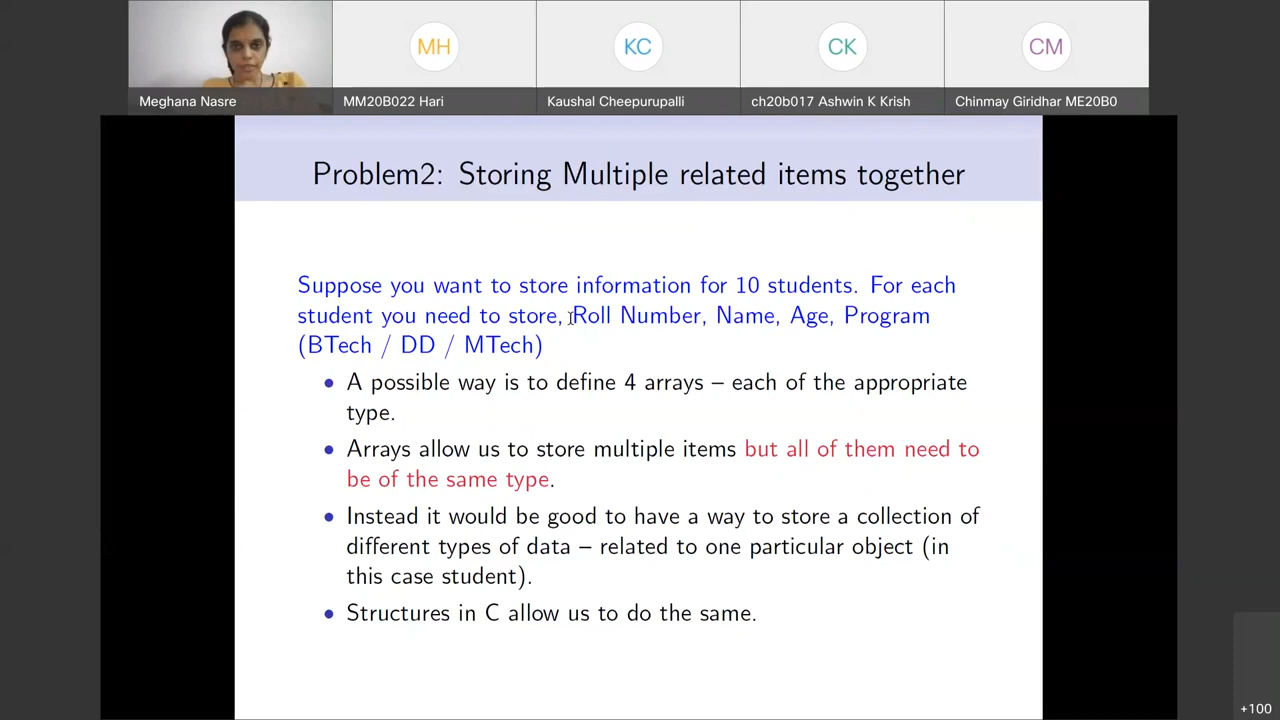 MH
KC
CK
CM
Meghana Nasre
MM20B022 Hari
Kaushal Cheepurupalli
ch20b017 Ashwin K Krish
Chinmay Giridhar ME20B0
Problem2: Storing Multiple related items together
Suppose you want to store information for 10 students. For each
student you need to store, Roll Number, Name, Age, Program
(BTech / DD / MTech)
• A possible way is to define 4 arrays – each of the appropriate
type.
• Arrays allow us to store multiple items but all of them need to
be of the same type.
• Instead it would be good to have a way to store a collection of
different types of data – related to one particular object (in
this case student).
• Structures in C allow us to do the same.
+100